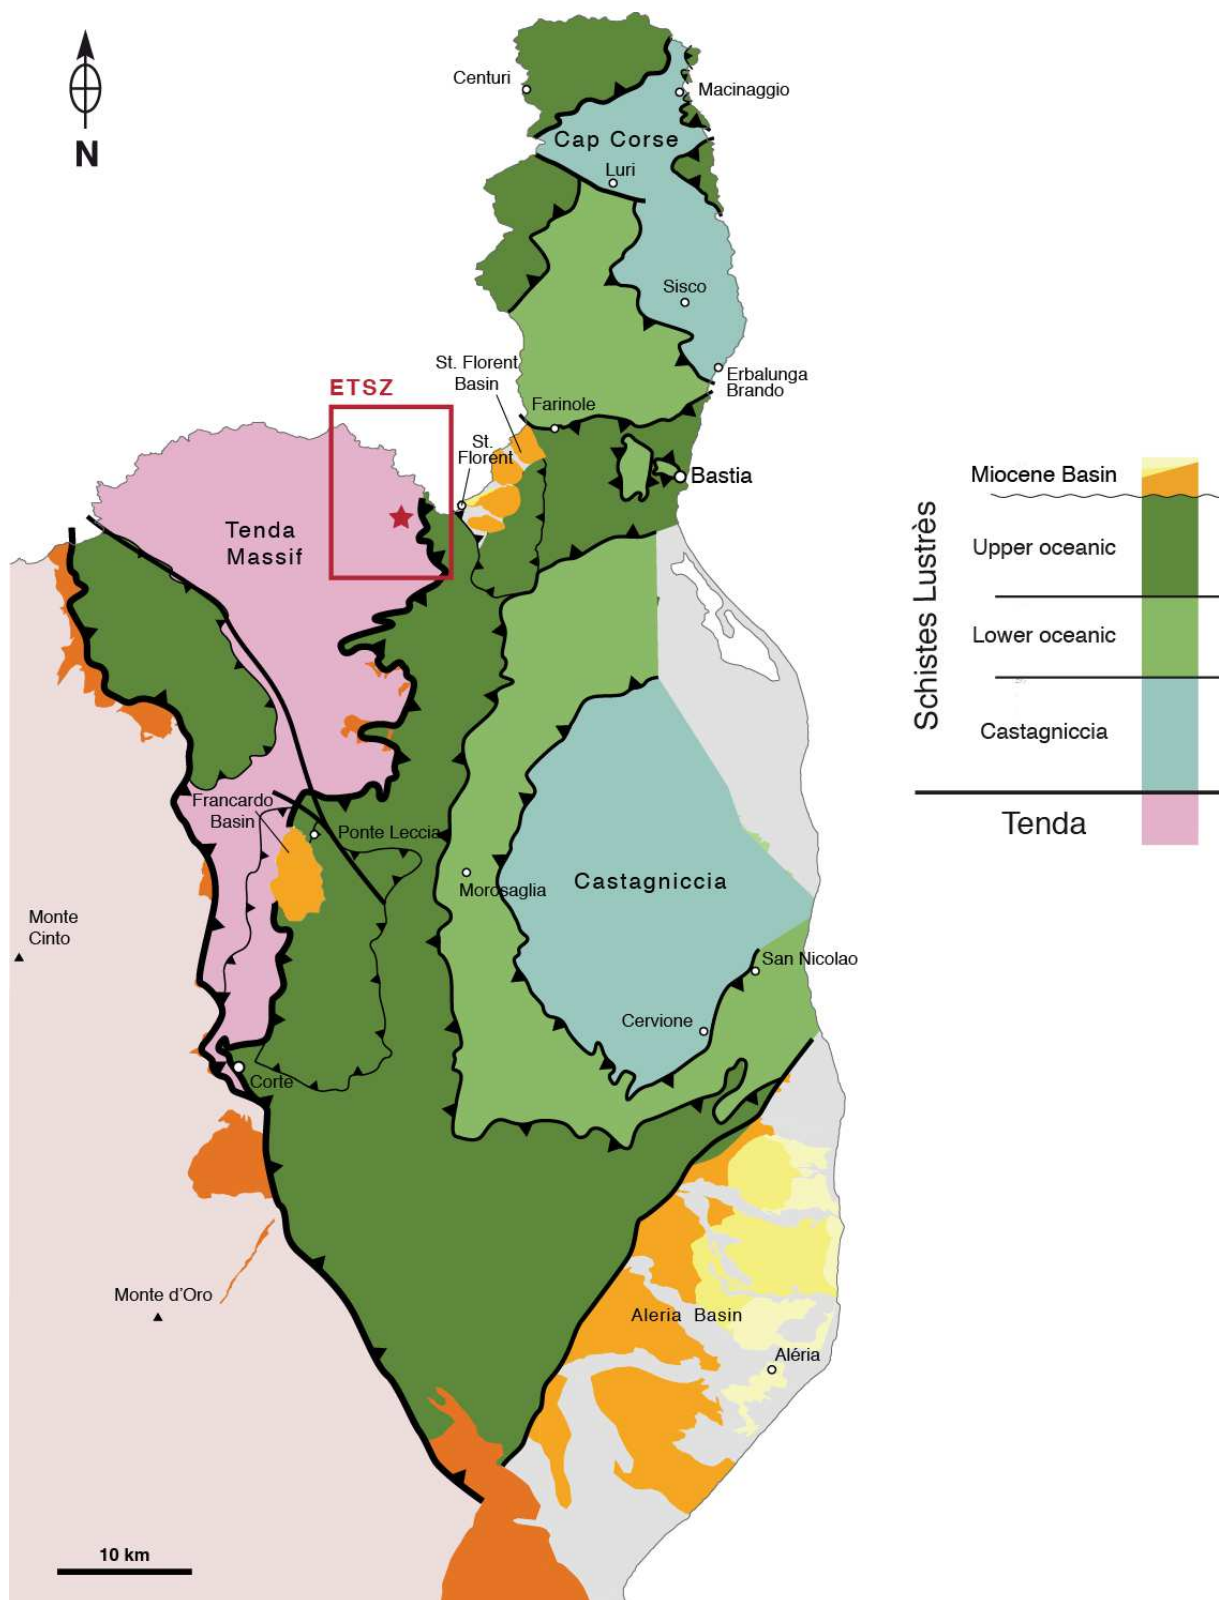 N
Centuri
Macinaggio
Cap Corse
Luri
Sisco
St. Florent
Basin
Erbalunga
Brando
ETSZ
Farinole
St.
Florent
Bastia
Tenda
Massif
Francardo
Basin
Ponte Leccia
Morosaglia
Castagniccia
Monte
Cinto
San Nicolao
Cervione
Corte
Monte d'Oro
Aleria Basin
Aléria
10 km
Schistes Lustrès
Miocene Basin
Upper oceanic
Lower oceanic
Castagniccia
Tenda